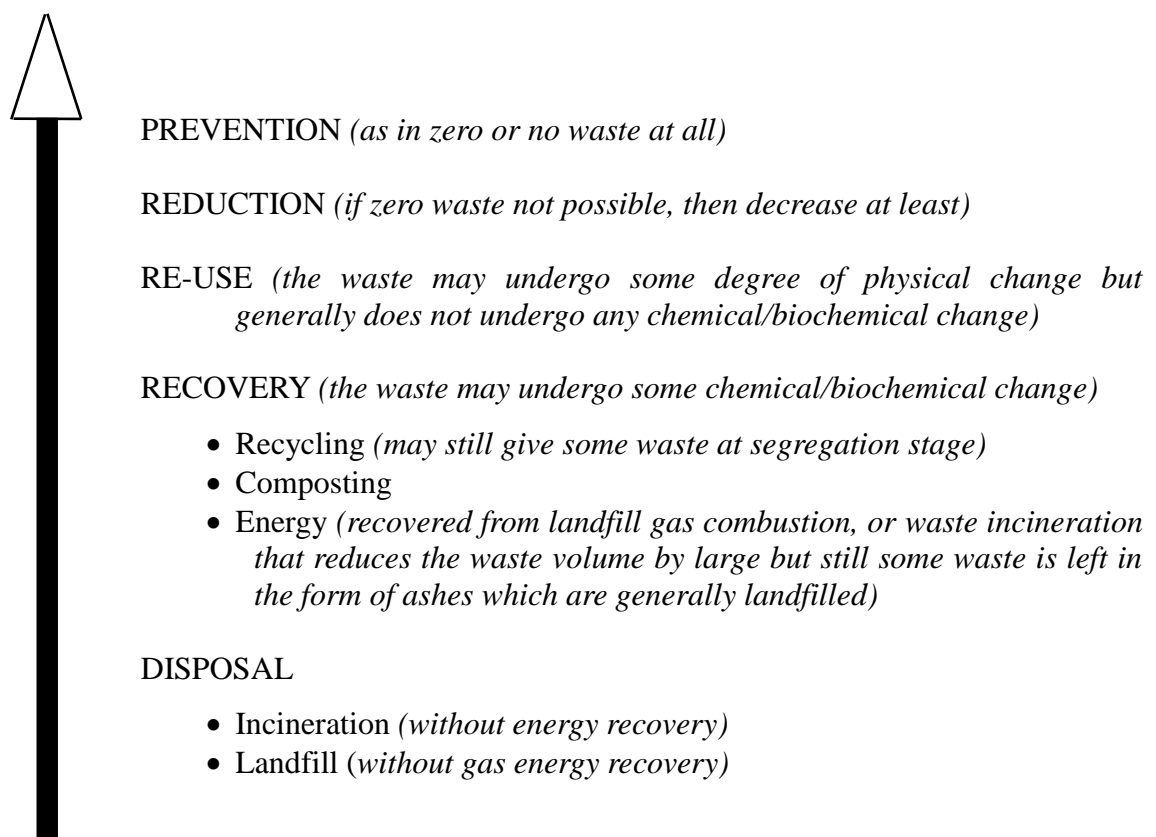 PREVENTION (as in zero or no waste at all)
REDUCTION (if zero waste not possible, then decrease at least)
RE-USE (the waste may undergo some degree of physical change but
generally does not undergo any chemical/biochemical change)
RECOVERY (the waste may undergo some chemical/biochemical change)
• Recycling (may still give some waste at segregation stage)
• Composting
• Energy (recovered from landfill gas combustion, or waste incineration
that reduces the waste volume by large but still some waste is left in
the form of ashes which are generally landfilled)
DISPOSAL
• Incineration (without energy recovery)
• Landfill (without gas energy recovery)